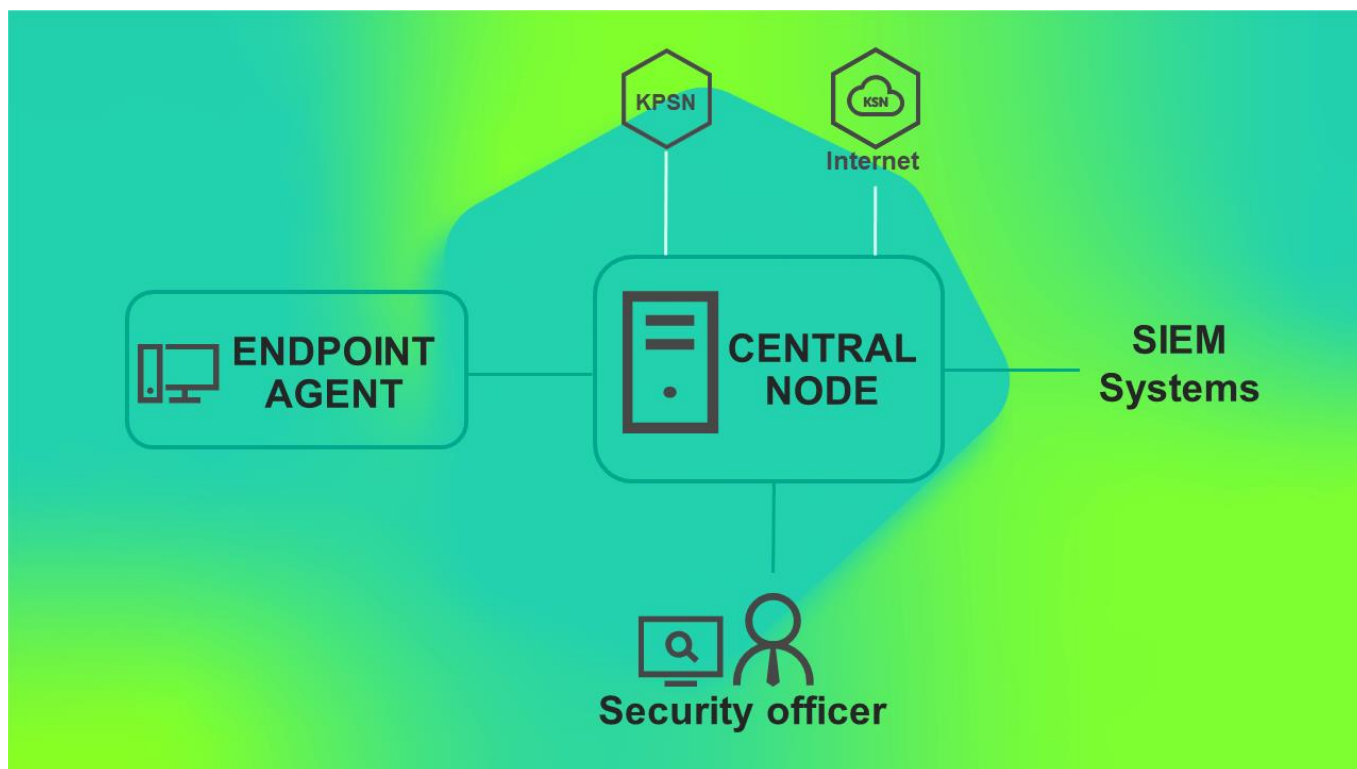 KPSN
KSN
Internet
ENDPOINT
AGENT
CENTRAL
NODE
SIEM
Systems
Security officer